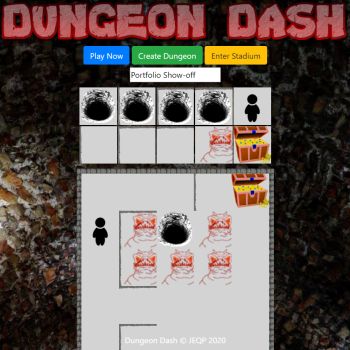 DUNGEON DASH
Play Now Create Dungeon Enter Stadium
Portfolio Show-off
Dungeon Dash © JEQP 2020